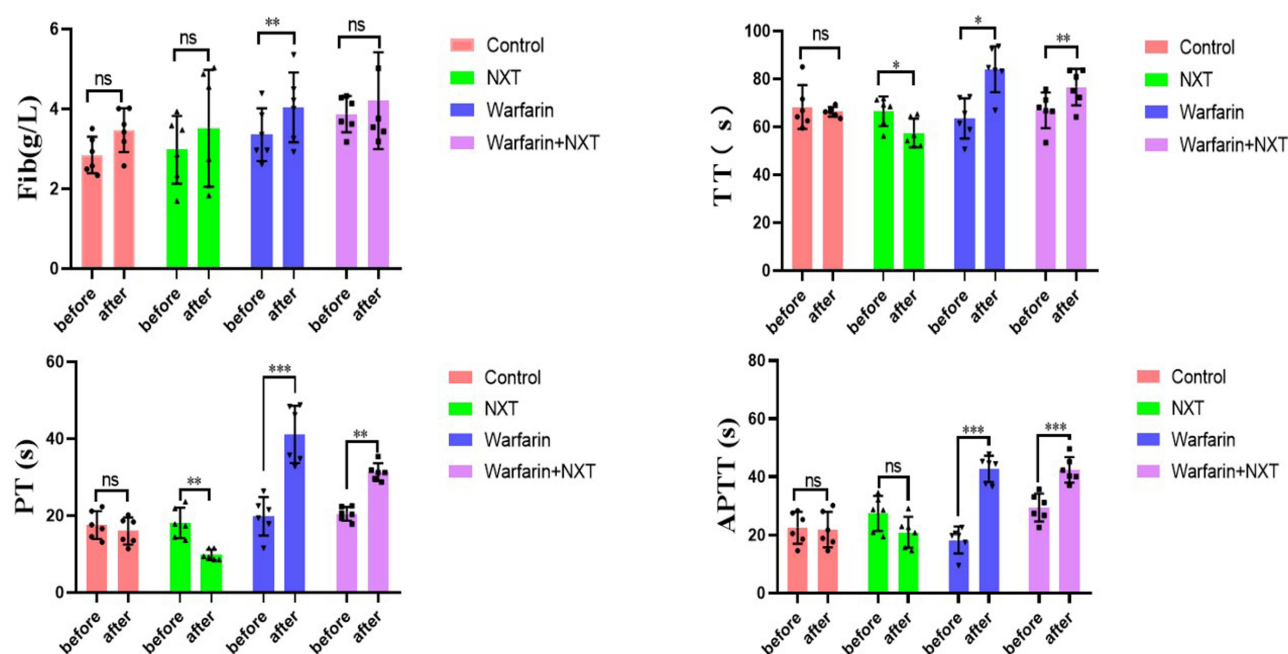 Fib(g/L)
6
4
2
0
ns
ns
**
ns
before
after
before
after
before
after
before
after
Control
NXT
Warfarin
Warfarin+NXT
TT( s)
100
80
60
40
20
0
ns
*
*
**
before
after
before
after
before
after
before
after
Control
NXT
Warfarin
Warfarin+NXT
PT(s)
60
40
20
0
ns
**
***
**
before
after
before
after
before
after
before
after
Control
NXT
Warfarin
Warfarin+NXT
APTT(s)
80
60
40
20
0
ns
ns
***
***
before
after
before
after
before
after
before
after
Control
NXT
Warfarin
Warfarin+NXT